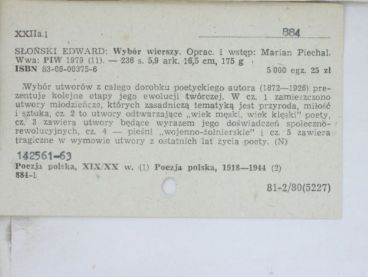 XXIIa.1 884
SŁOŃSKI EDWARD: Wybór wierszy. Oprac. i wstęp: Marian Piechal.
Wwa: PIW 1979 (11). — 236 s. 5,9 ark. 16,5 cm, 175 g
ISBN 83-06-00375-6 5 000 egz. 25 zł
Wybór utworów z całego dorobku poetyckiego autora (1872—1926) pre-
zentuje kolejne etapy jego ewolucji twórczej. W cz. 1 zamieszczono
utwory młodzieńcze, których zasadniczą tematyką jest przyroda, miłość
i sztuka, cz. 2 to utwory odtwarzające „wiek męski, wiek klęski" poety,
cz. 3 zawiera utwory będące wyrazem jego doświadczeń społeczno-
rewolucyjnych, cz. 4 — pieśni „wojenno-żołnierskie" i cz. 5 zawiera
tragiczne w wymowie utwory z ostatnich lat życia poety. (N)
142561-63
Poezja polska, XIX/XX w. (1) Poezja polska, 1918—1944 (2)
884-1
81-2/80(5227)